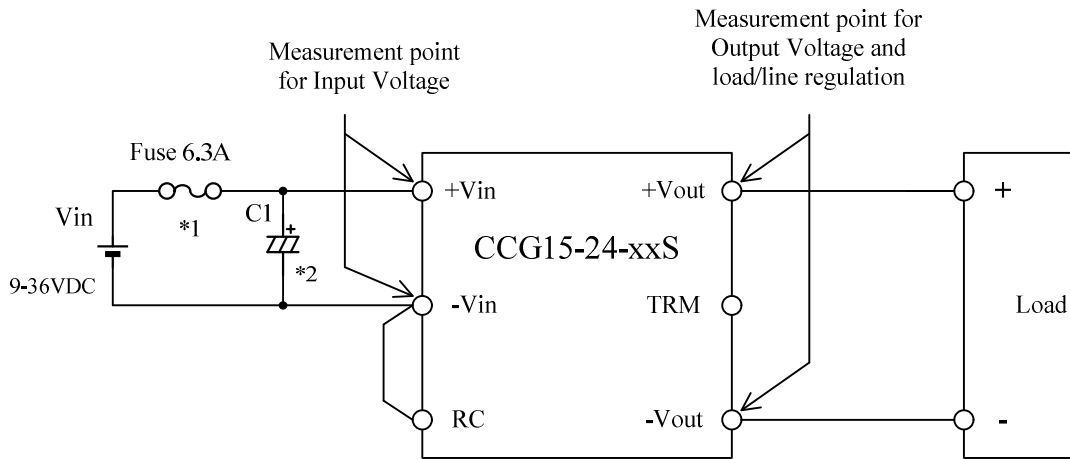 Measurement point
for Input Voltage
Measurement point for
Output Voltage and
load/line regulation
Fuse 6.3A
*1
Vin
9-36VDC
C1
+
*2
+Vin
-Vin
RC
CCG15-24-xxS
+Vout
TRM
-Vout
+
Load
-